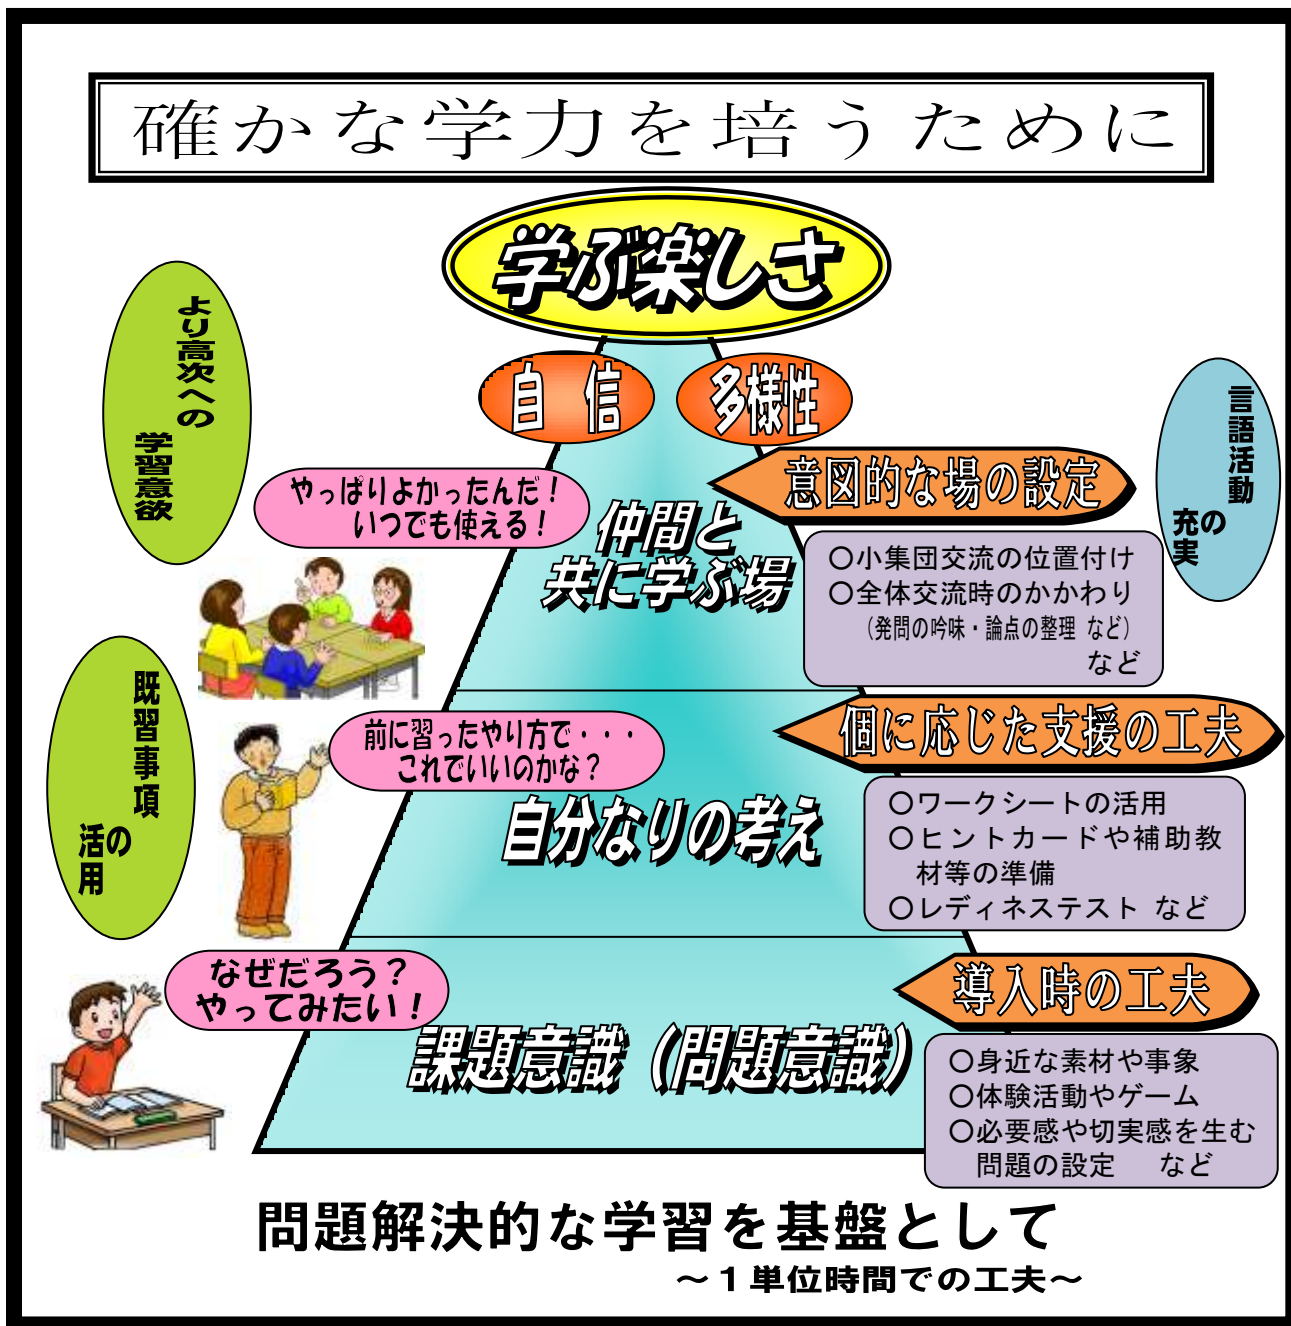 確かな学力を培うために
学ぶ楽しさ
自　信
多様性
より高次への
学習意欲
言語活動
の
充実
やっぱりよかったんだ！
いつでも使える！
仲間と
共に学ぶ場
意図的な場の設定
〇小集団交流の位置付け
〇全体交流時のかかわり
（発問の吟味・論点の整理 など）
など
既習事項
の
活用
前に習ったやり方で・・・
これでいいのかな？
自分なりの考え
個に応じた支援の工夫
〇ワークシートの活用
〇ヒントカードや補助教
材等の準備
〇レディネステスト など
なぜだろう？
やってみたい！
課題意識（問題意識）
導入時の工夫
〇身近な素材や事象
〇体験活動やゲーム
〇必要感や切実感を生む
問題の設定　など
問題解決的な学習を基盤として
～１単位時間での工夫～